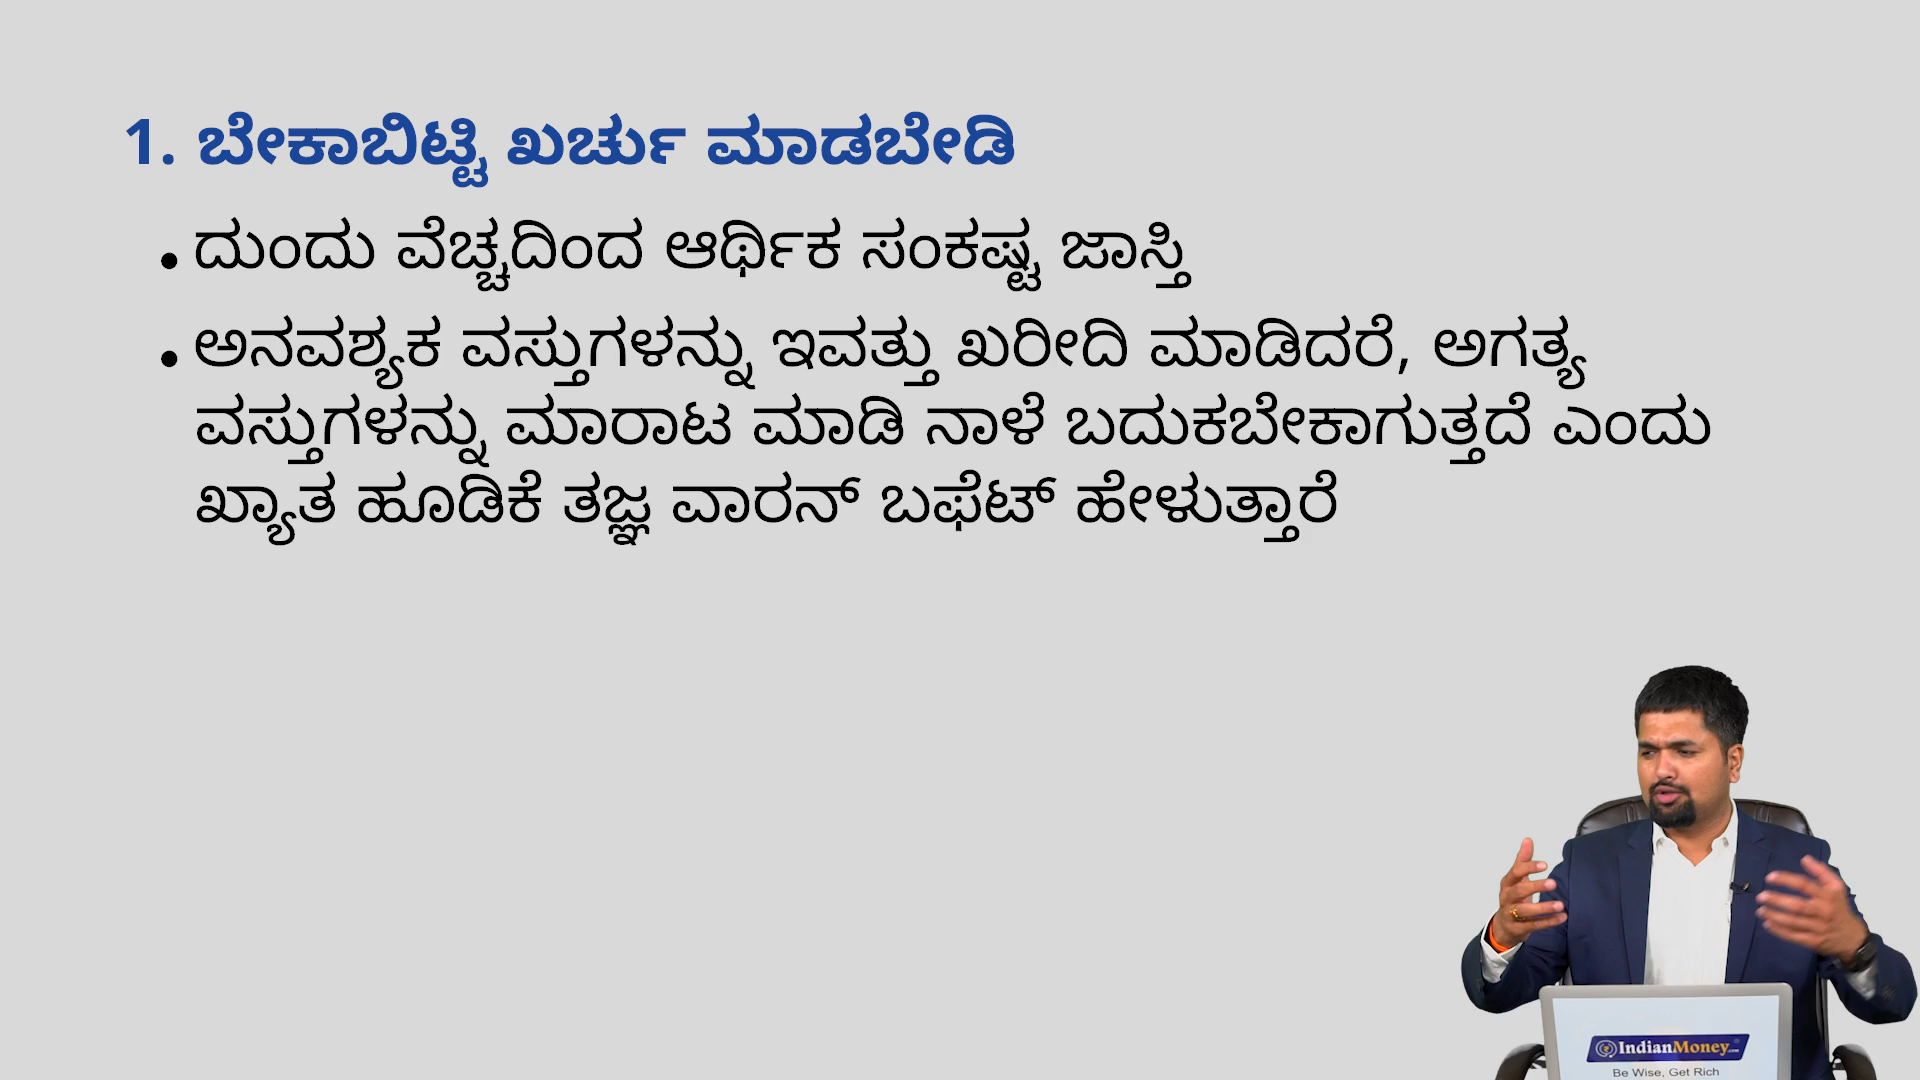 1. ಬೇಕಾಬಿಟ್ಟಿ ಖರ್ಚು ಮಾಡಬೇಡಿ
• ದುಂದು ವೆಚ್ಚದಿಂದ ಆರ್ಥಿಕ ಸಂಕಷ್ಟ ಜಾಸ್ತಿ
• ಅನವಶ್ಯಕ ವಸ್ತುಗಳನ್ನು ಇವತ್ತು ಖರೀದಿ ಮಾಡಿದರೆ, ಅಗತ್ಯ
ವಸ್ತುಗಳನ್ನು ಮಾರಾಟ ಮಾಡಿ ನಾಳೆ ಬದುಕಬೇಕಾಗುತ್ತದೆ ಎಂದು
ಖ್ಯಾತ ಹೂಡಿಕೆ ತಜ್ಞ ವಾರನ್ ಬಫೆಟ್ ಹೇಳುತ್ತಾರೆ
IndianMoney.com
Be Wise, Get Rich